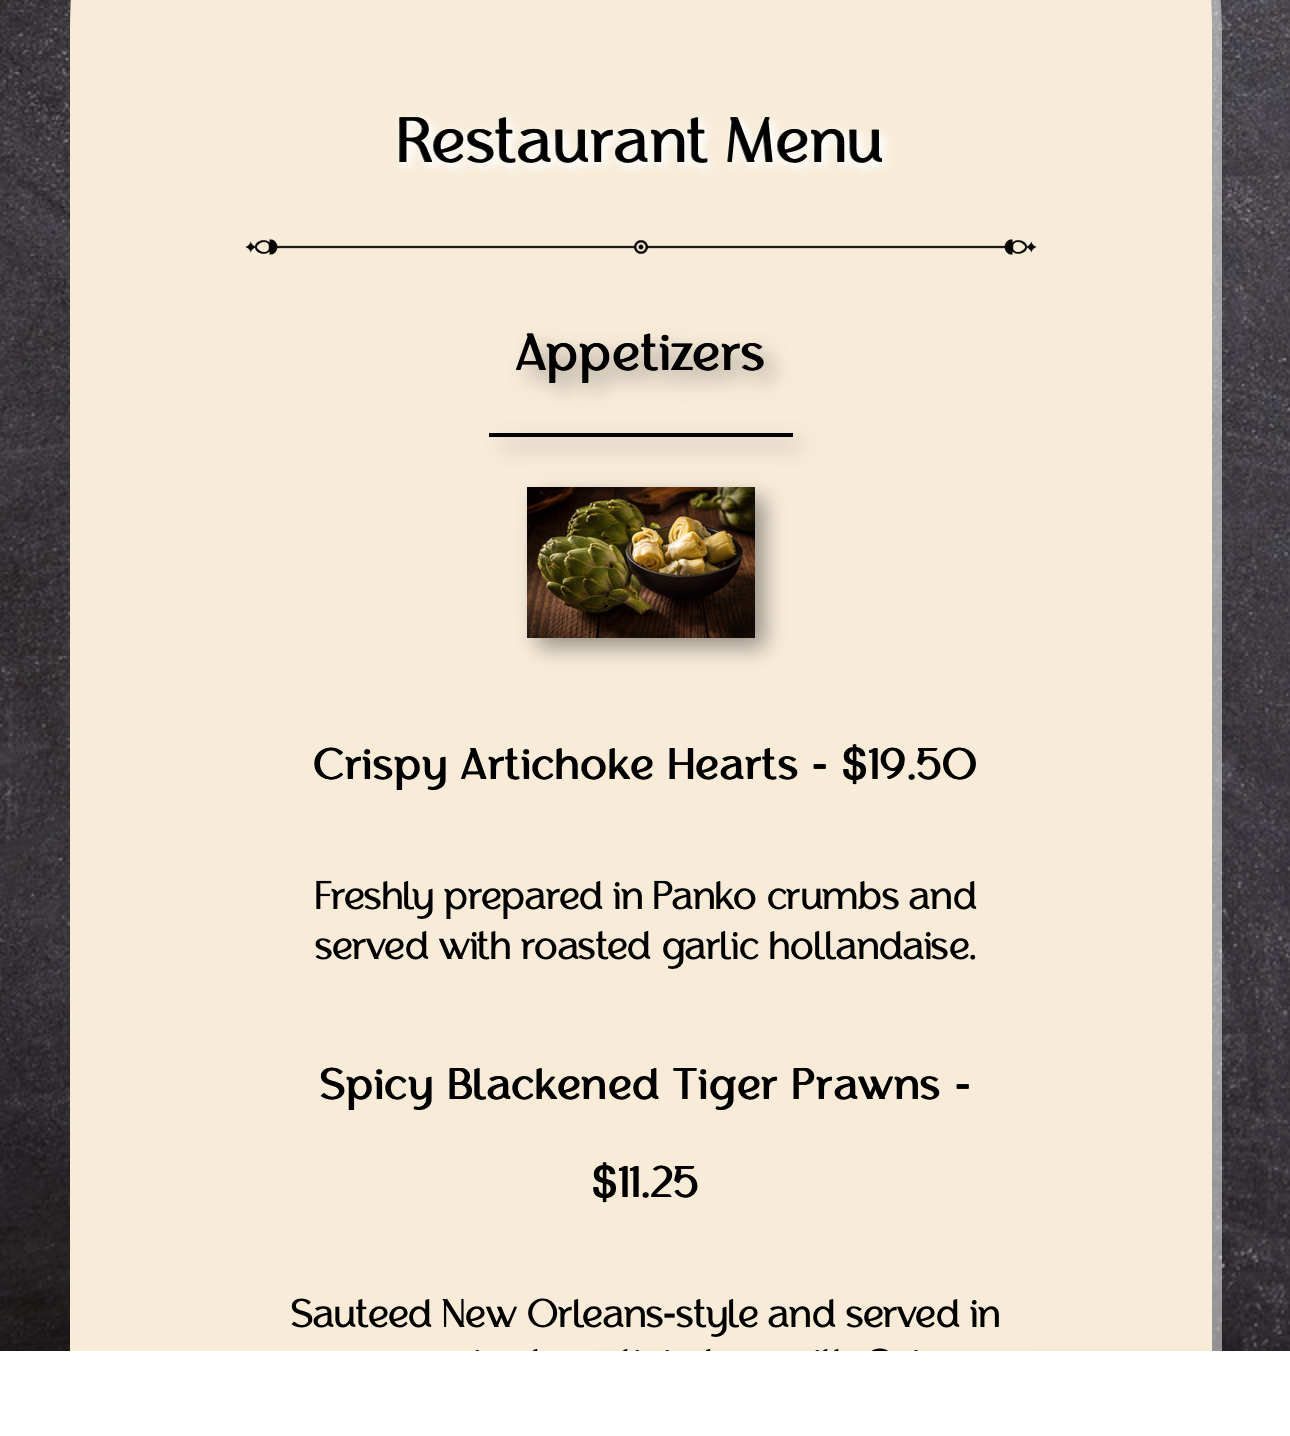 Restaurant Menu
Appetizers
Crispy Artichoke Hearts - $19.50
Freshly prepared in Panko crumbs and
served with roasted garlic hollandaise.
Spicy Blackened Tiger Prawns -
$11.25
Sauteed New Orleans-style and served in